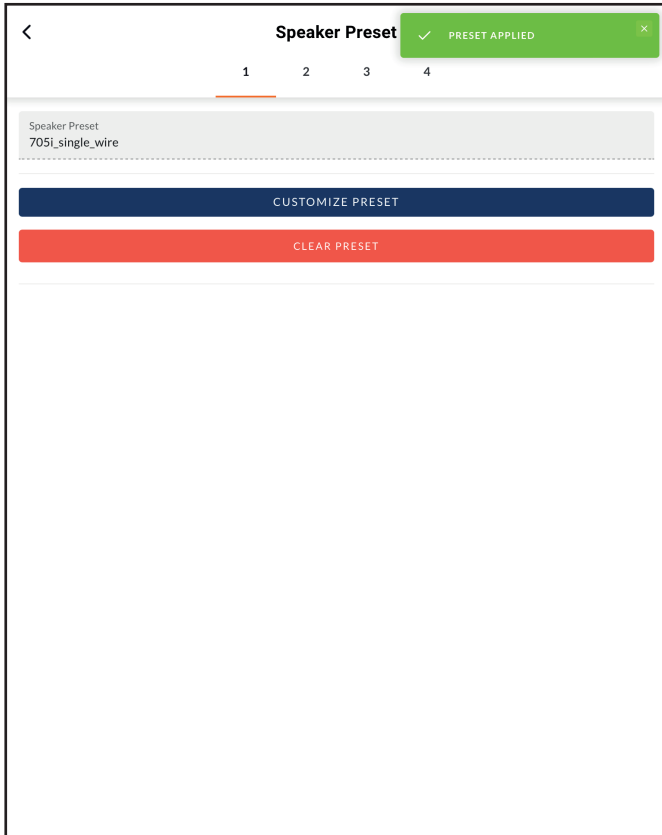 Speaker Preset
PRESET APPLIED
1 2 3 4
Speaker Preset
705i_single_wire
CUSTOMIZE PRESET
CLEAR PRESET